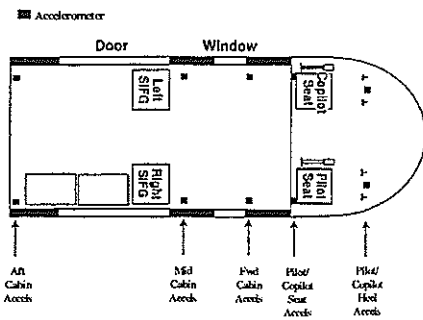 Accelerometer
Door
Window
Left
SIFG
Copilot
Seat
Right
SIFG
Pilot
Seat
Aft
Cabin
Accels
Mid
Cabin
Accels
Fwd
Cabin
Accels
Pilot/
Copilot
Seat
Accels
Pilot/
Copilot
Heel
Accels